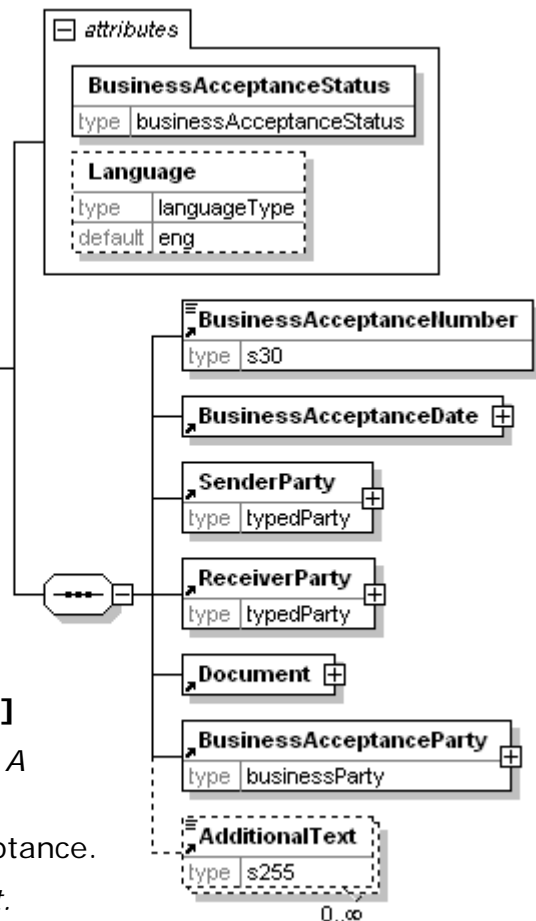 attributes
BusinessAcceptanceStatus
type businessAcceptanceStatus
Language
type languageType
default eng
BusinessAcceptanceNumber
type s30
BusinessAcceptanceDate
SenderParty
type typedParty
ReceiverParty
type typedParty
Document
]
BusinessAcceptanceParty
A
type businessParty
AdditionalText
ptance.
type s255
t.
0..∞